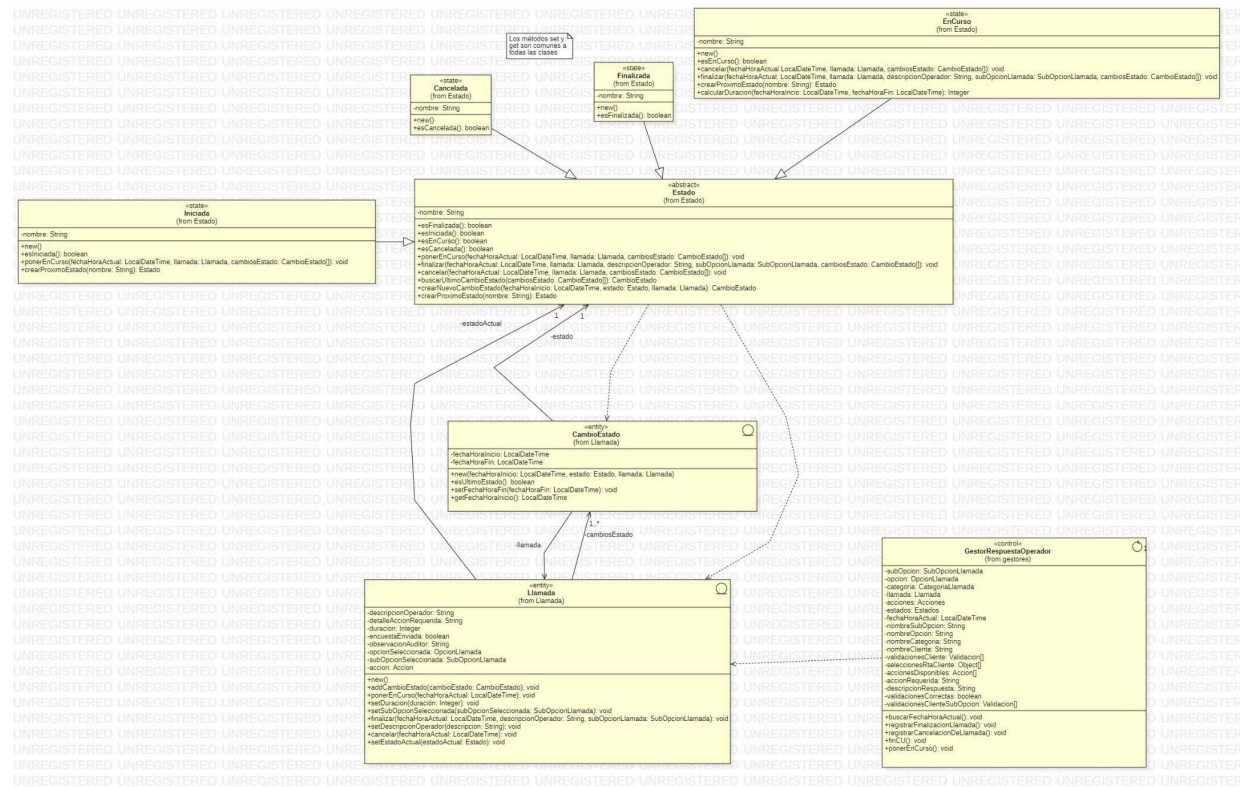 Los métodos set y
get son comunes a
todas las clases
«state»
EnCurso
(from Estado)
-nombre: String
+new()
+esEnCurso(): boolean
+cancelar(fechaHoraActual LocalDateTime, llamada: Llamada, cambiosEstado: CambioEstado[]): void
+finalizar(fechaHoraActual: LocalDateTime, llamada: Llamada, descripcionOperador: String, subOpcionLlamada: SubOpcionLlamada, cambiosEstado: CambioEstado[]): void
+crearProximoEstado(nombre: String): Estado
+calcularDuracion(fechaHoraIncio: LocalDateTime, fechaHoraFin: LocalDateTime): Integer
«state»
Cancelada
(from Estado)
-nombre: String
+new()
+esCancelada(): boolean
«state»
Finalizada
(from Estado)
-nombre: String
+new()
+esFinalizada(): boolean
«state»
Iniciada
(from Estado)
-nombre: String
+new()
+esIniciada(): boolean
+ponerEnCurso(fechaHoraActual: LocalDateTime, llamada: Llamada, cambiosEstado: CambioEstado[]): void
+crearProximoEstado(nombre: String): Estado
«abstract»
Estado
(from Estado)
-nombre: String
+esFinalizada(): boolean
+esIniciada(): boolean
+esEnCurso(): boolean
+esCancelada(): boolean
+ponerEnCurso(fechaHoraActual: LocalDateTime, llamada: Llamada, cambiosEstado: CambioEstado[]): void
+finalizar(fechaHoraActual: LocalDateTime, llamada: Llamada, descripcionOperador: String, subOpcionLlamada: SubOpcionLlamada, cambiosEstado: CambioEstado[]): void
+cancelar(fechaHoraActual: LocalDateTime, llamada: Llamada, cambiosEstado: CambioEstado[]): void
+buscarUltimoCambioEstado(cambiosEstado: CambioEstado[]): CambioEstado
+crearNuevoCambioEstado(fechaHoraInicio: LocalDateTime, estado: Estado, llamada: Llamada): CambioEstado
+crearProximoEstado(nombre: String): Estado
-estadoActual
1
1
-estado
«entity»
CambioEstado
(from Llamada)
-fechaHoraInicio: LocalDateTime
-fechaHoraFin: LocalDateTime
+new(fechaHoraInicio: LocalDateTime, estado: Estado, llamada: Llamada)
+esUltimoEstado(): boolean
+setFechaHoraFin(fechaHoraFin: LocalDateTime): void
+getFechaHoraInicio(): LocalDateTime
1..*
-cambiosEstado
-llamada
«entity»
Llamada
(from Llamada)
-descripcionOperador: String
-detalleAccionRequerida: String
-duracion: Integer
-encuestaEnviada: boolean
-observacionAuditor: String
-opcionSeleccionada: OpcionLlamada
-subOpcionSeleccionada: SubOpcionLlamada
-accion: Accion
+new()
+addCambioEstado(cambioEstado: CambioEstado): void
+ponerEnCurso(fechaHoraActual: LocalDateTime): void
+setDuracion(duración: Integer): void
+setSubOpcionSeleccionada(subOpcionSeleccionada: SubOpcionLlamada): void
+finalizar(fechaHoraActual: LocalDateTime, descripcionOperador: String, subOpcionLlamada: SubOpcionLlamada): void
+setDescripcionOperador(descripcion: String): void
+cancelar(fechaHoraActual: LocalDateTime): void
+setEstadoActual(estadoActual: Estado): void
«control»
GestorRespuestaOperador
(from gestores)
1
-subOpcion: SubOpcionLlamada
-opcion: OpcionLlamada
-categoria: CategoriaLlamada
-llamada: Llamada
-acciones: Acciones
-estados: Estados
-fechaHoraActual: LocalDateTime
-nombreSubOpcion: String
-nombreOpcion: String
-nombreCategoria: String
-nombreCliente: String
-validacionesCliente: Validacion[]
-seleccionesRtaCliente: Object[]
-accionesDisponibles: Accion[]
-accionRequerida: String
-descripcionRespuesta: String
-validacionesCorrectas: boolean
-validacionesClienteSubOpcion: Validacion[]
+buscarFechaHoraActual(): void
+registrarFinalizacionLlamada(): void
+registrarCancelacionDeLlamada(): void
+finCU(): void
+ponerEnCurso(): void